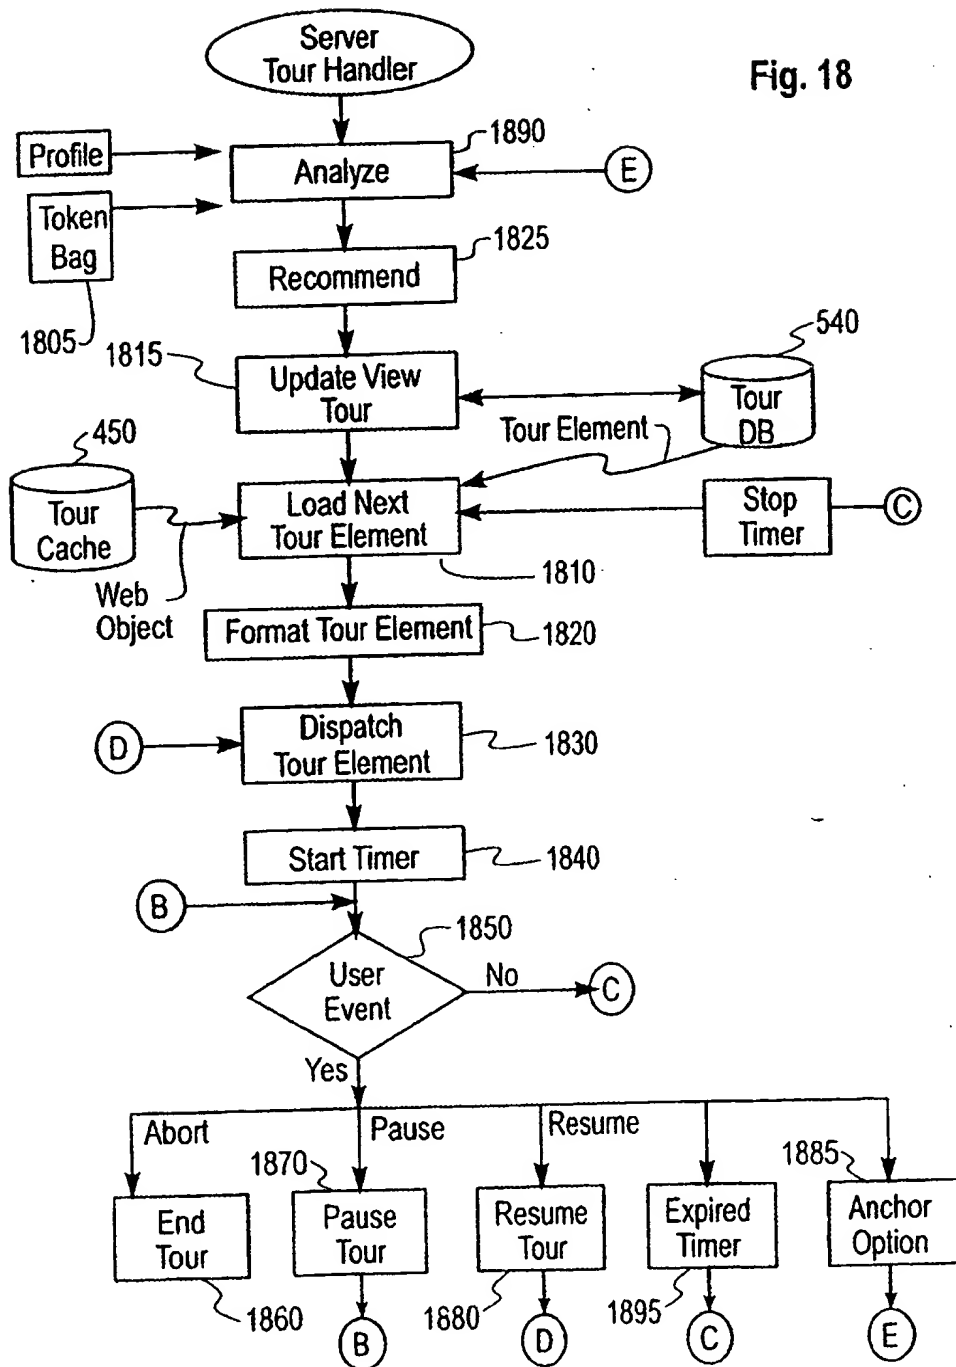 Server
Tour Handler
Fig. 18
1890
Profile
Analyze
E
Token
Bag
1825
Recommend
1805
1815
540
Update View
Tour
Tour
DB
Tour Element
450
Tour
Cache
Load Next
Tour Element
Stop
Timer
C
1810
Web
Object
Format Tour Element
1820
D
Dispatch
Tour Element
1830
Start Timer
1840
B
1850
User
Event
No
C
Yes
Abort
Pause
Resume
1870
1885
End
Tour
Pause
Tour
Resume
Tour
Expired
Timer
Anchor
Option
1860
1880
1895
B
D
C
E